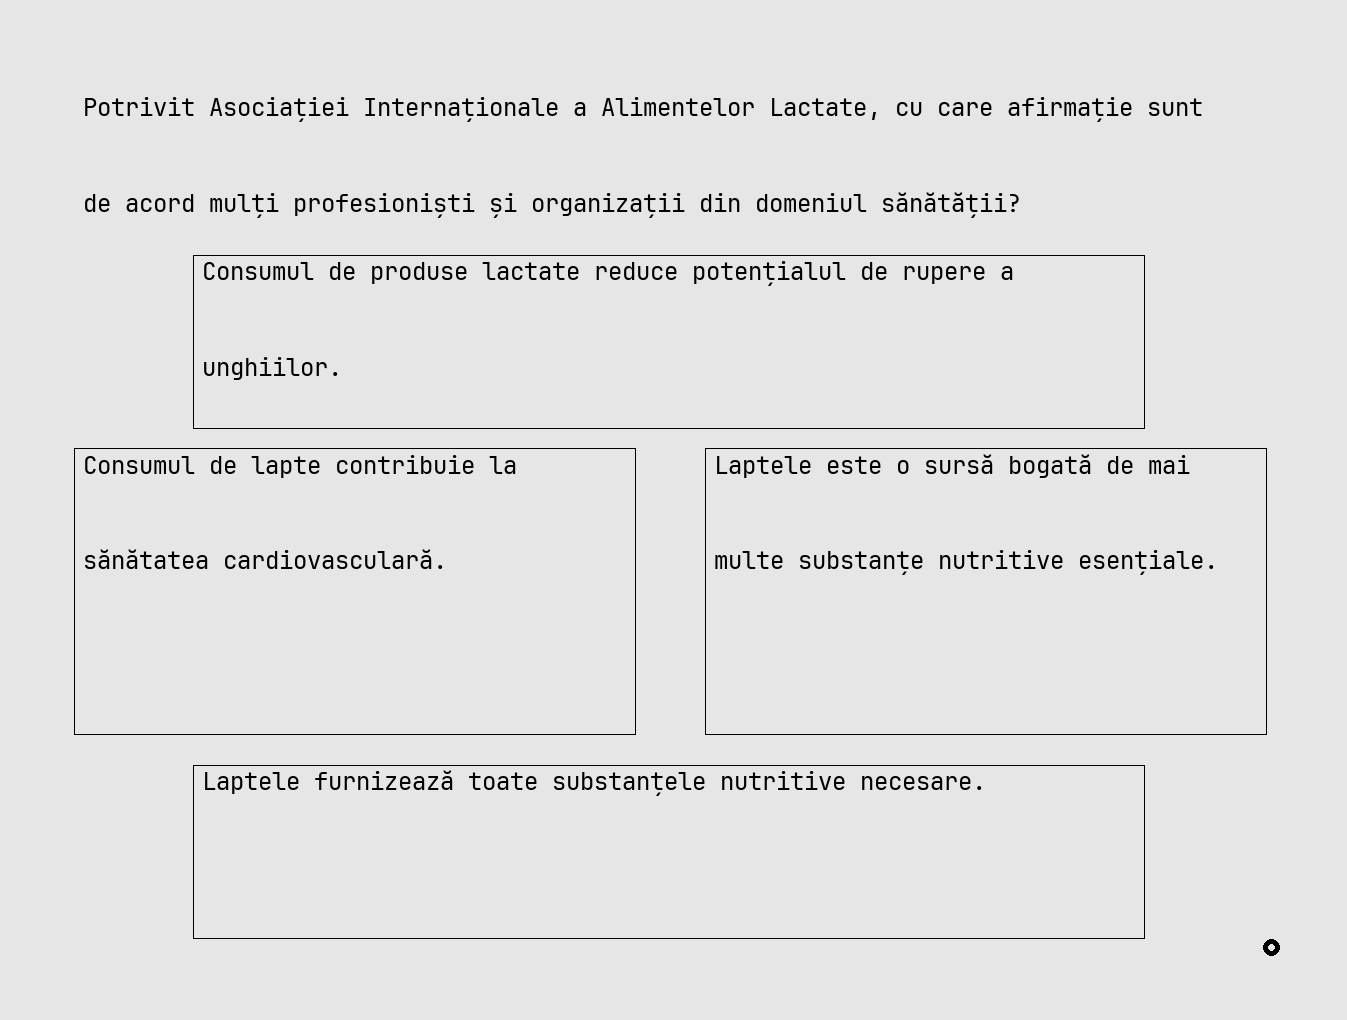 Potrivit Asociației Internaționale a Alimentelor Lactate, cu care afirmație sunt
de acord mulți profesioniști și organizații din domeniul sănătății?
Consumul de produse lactate reduce potențialul de rupere a
unghiilor.
Consumul de lapte contribuie la
sănătatea cardiovasculară.
Laptele este o sursă bogată de mai
multe substanțe nutritive esențiale.
Laptele furnizează toate substanțele nutritive necesare.